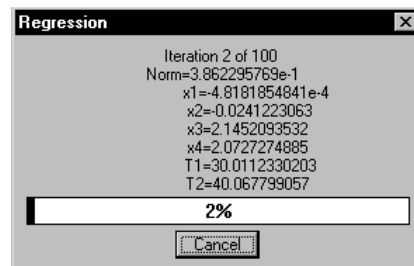 Regression
Iteration 2 of 100
Norm=3.862295769e-1
x1=-4.8181854841e-4
x2=-0.0241223063
x3=2.1452093532
x4=2.0727274885
T1=30.0112330203
T2=40.067799057
2%
Cancel